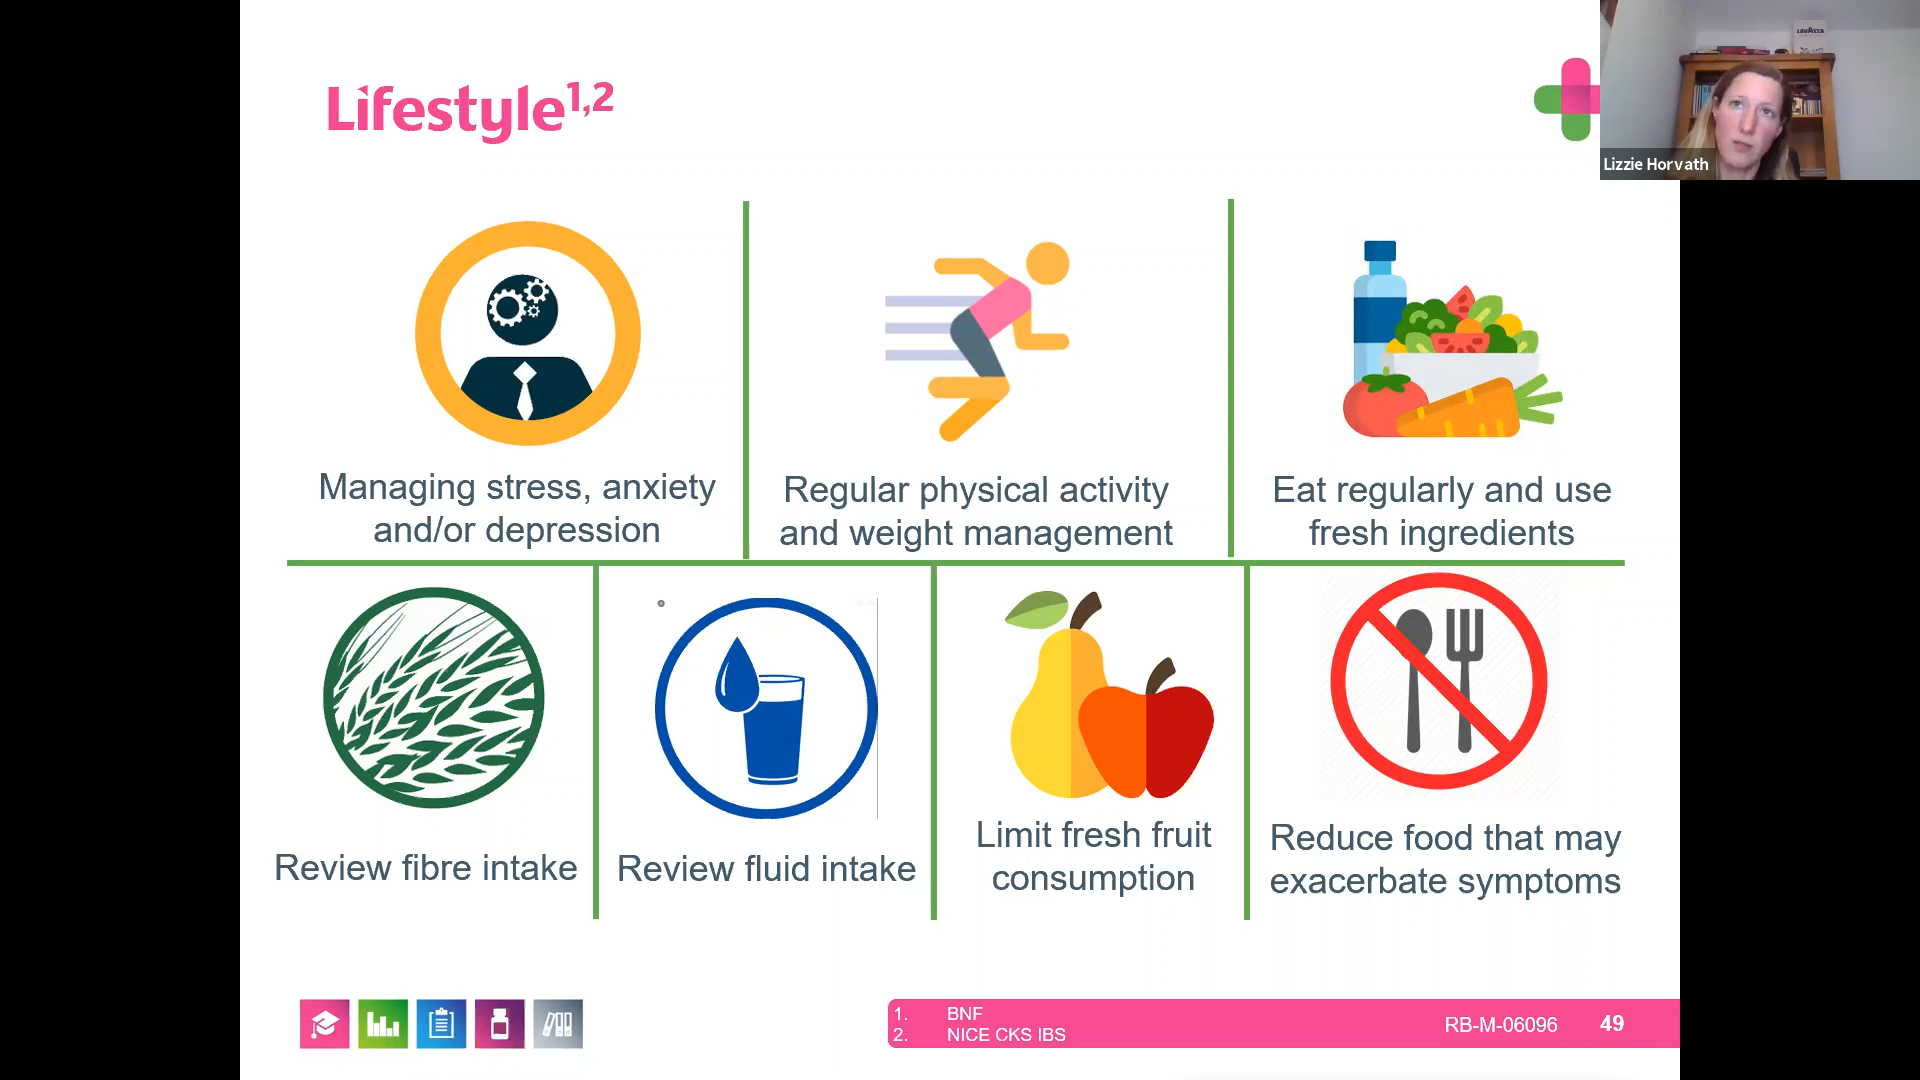 Lifestyle1,2
LAVAZZA
Lizzie Horvath
Managing stress, anxiety
and/or depression
Regular physical activity
and weight management
Eat regularly and use
fresh ingredients
Review fibre intake
Review fluid intake
Limit fresh fruit
consumption
Reduce food that may
exacerbate symptoms
1. BNF
2. NICE CKS IBS
RB-M-06096 49